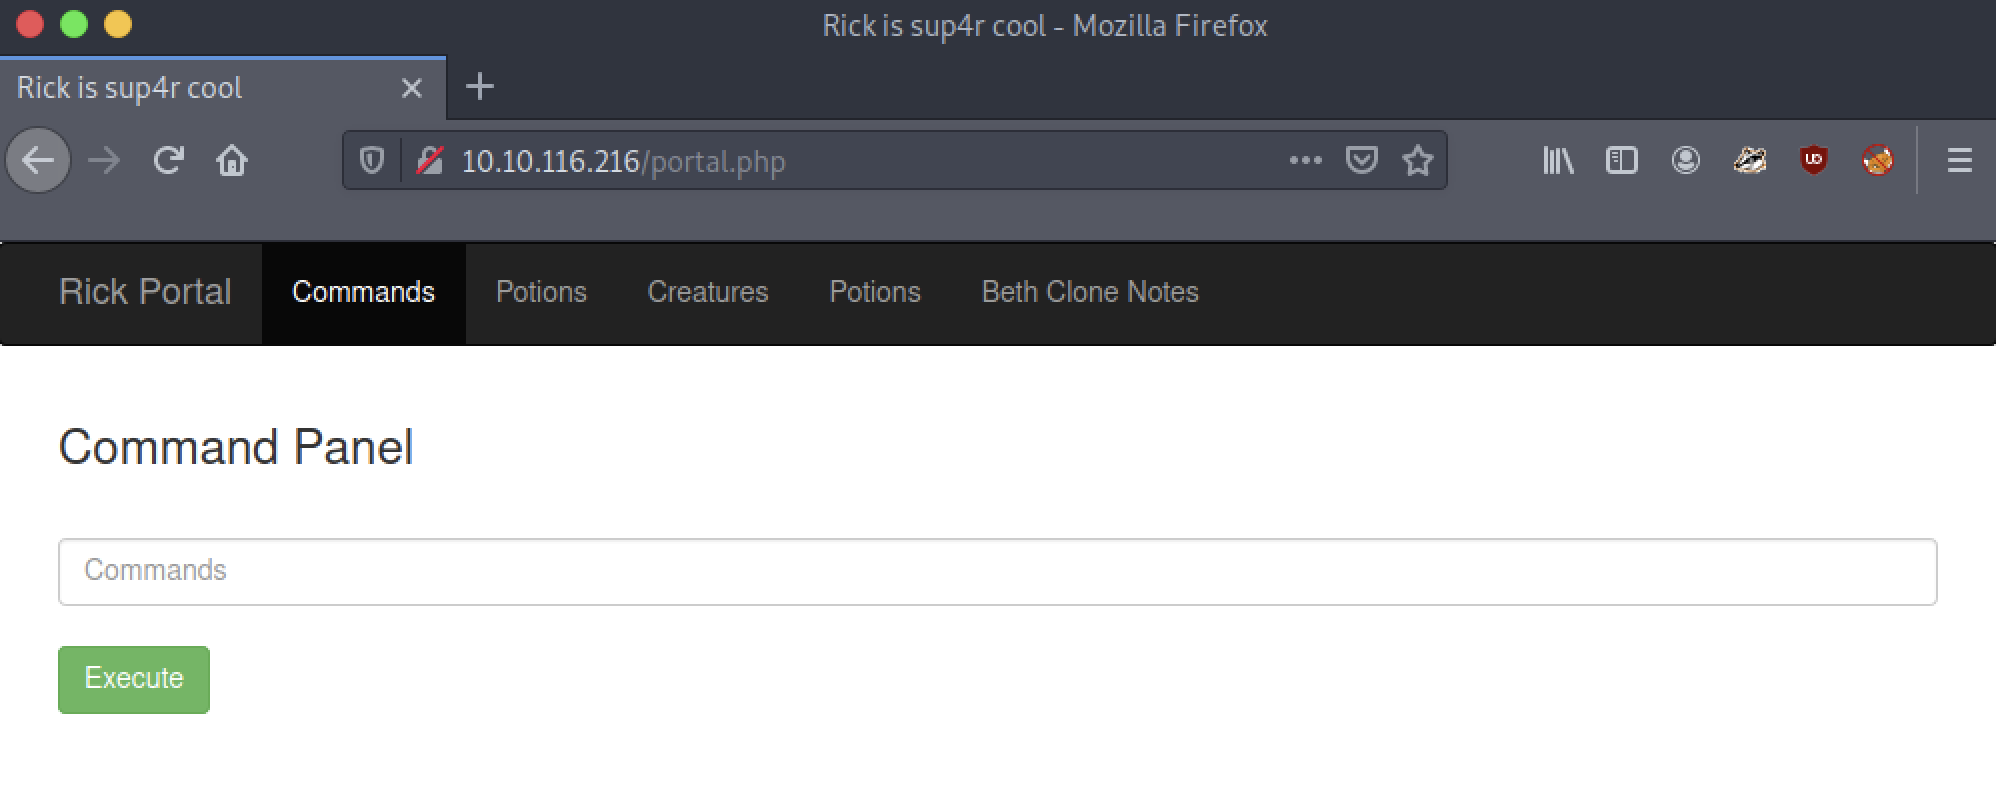 Rick is sup4r cool - Mozilla Firefox
Rick is sup4r cool
10.10.116.216/portal.php
Rick Portal Commands Potions Creatures Potions Beth Clone Notes
Command Panel
Commands
Execute